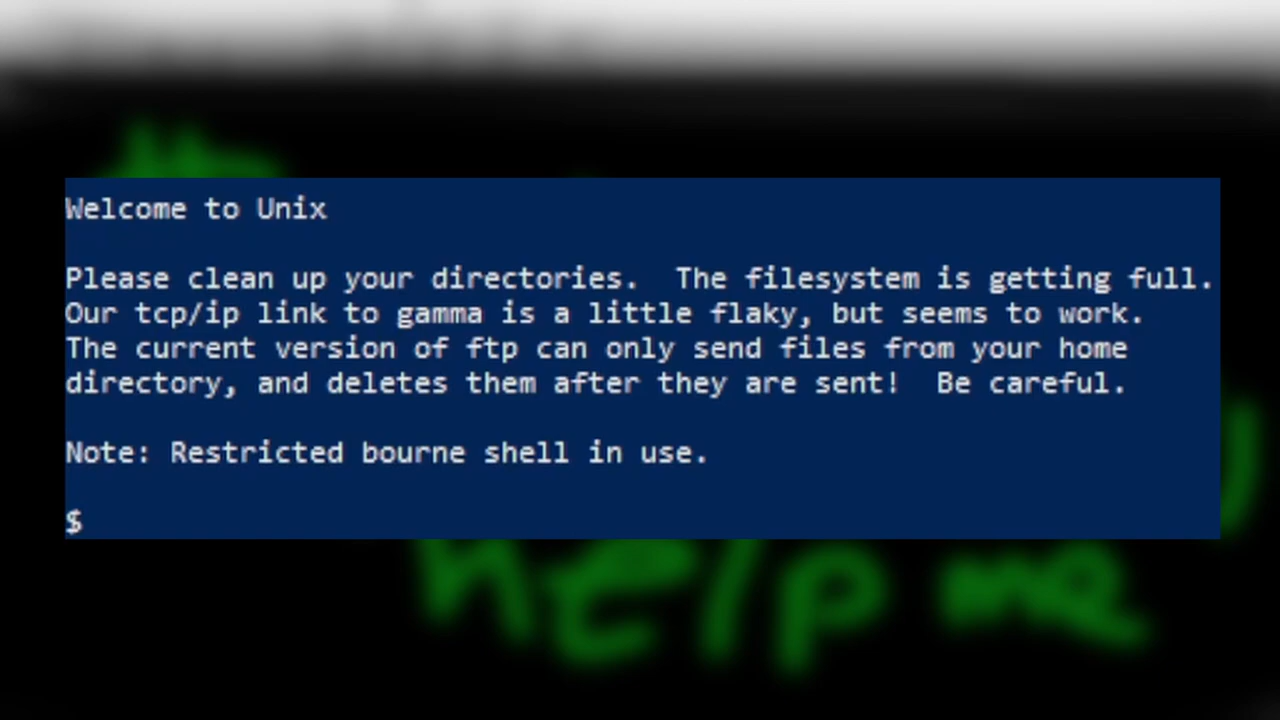 Welcome to Unix
Please clean up your directories.  The filesystem is getting full.
Our tcp/ip link to gamma is a little flaky, but seems to work.
The current version of ftp can only send files from your home
directory, and deletes them after they are sent!  Be careful.
Note: Restricted bourne shell in use.
$
help me